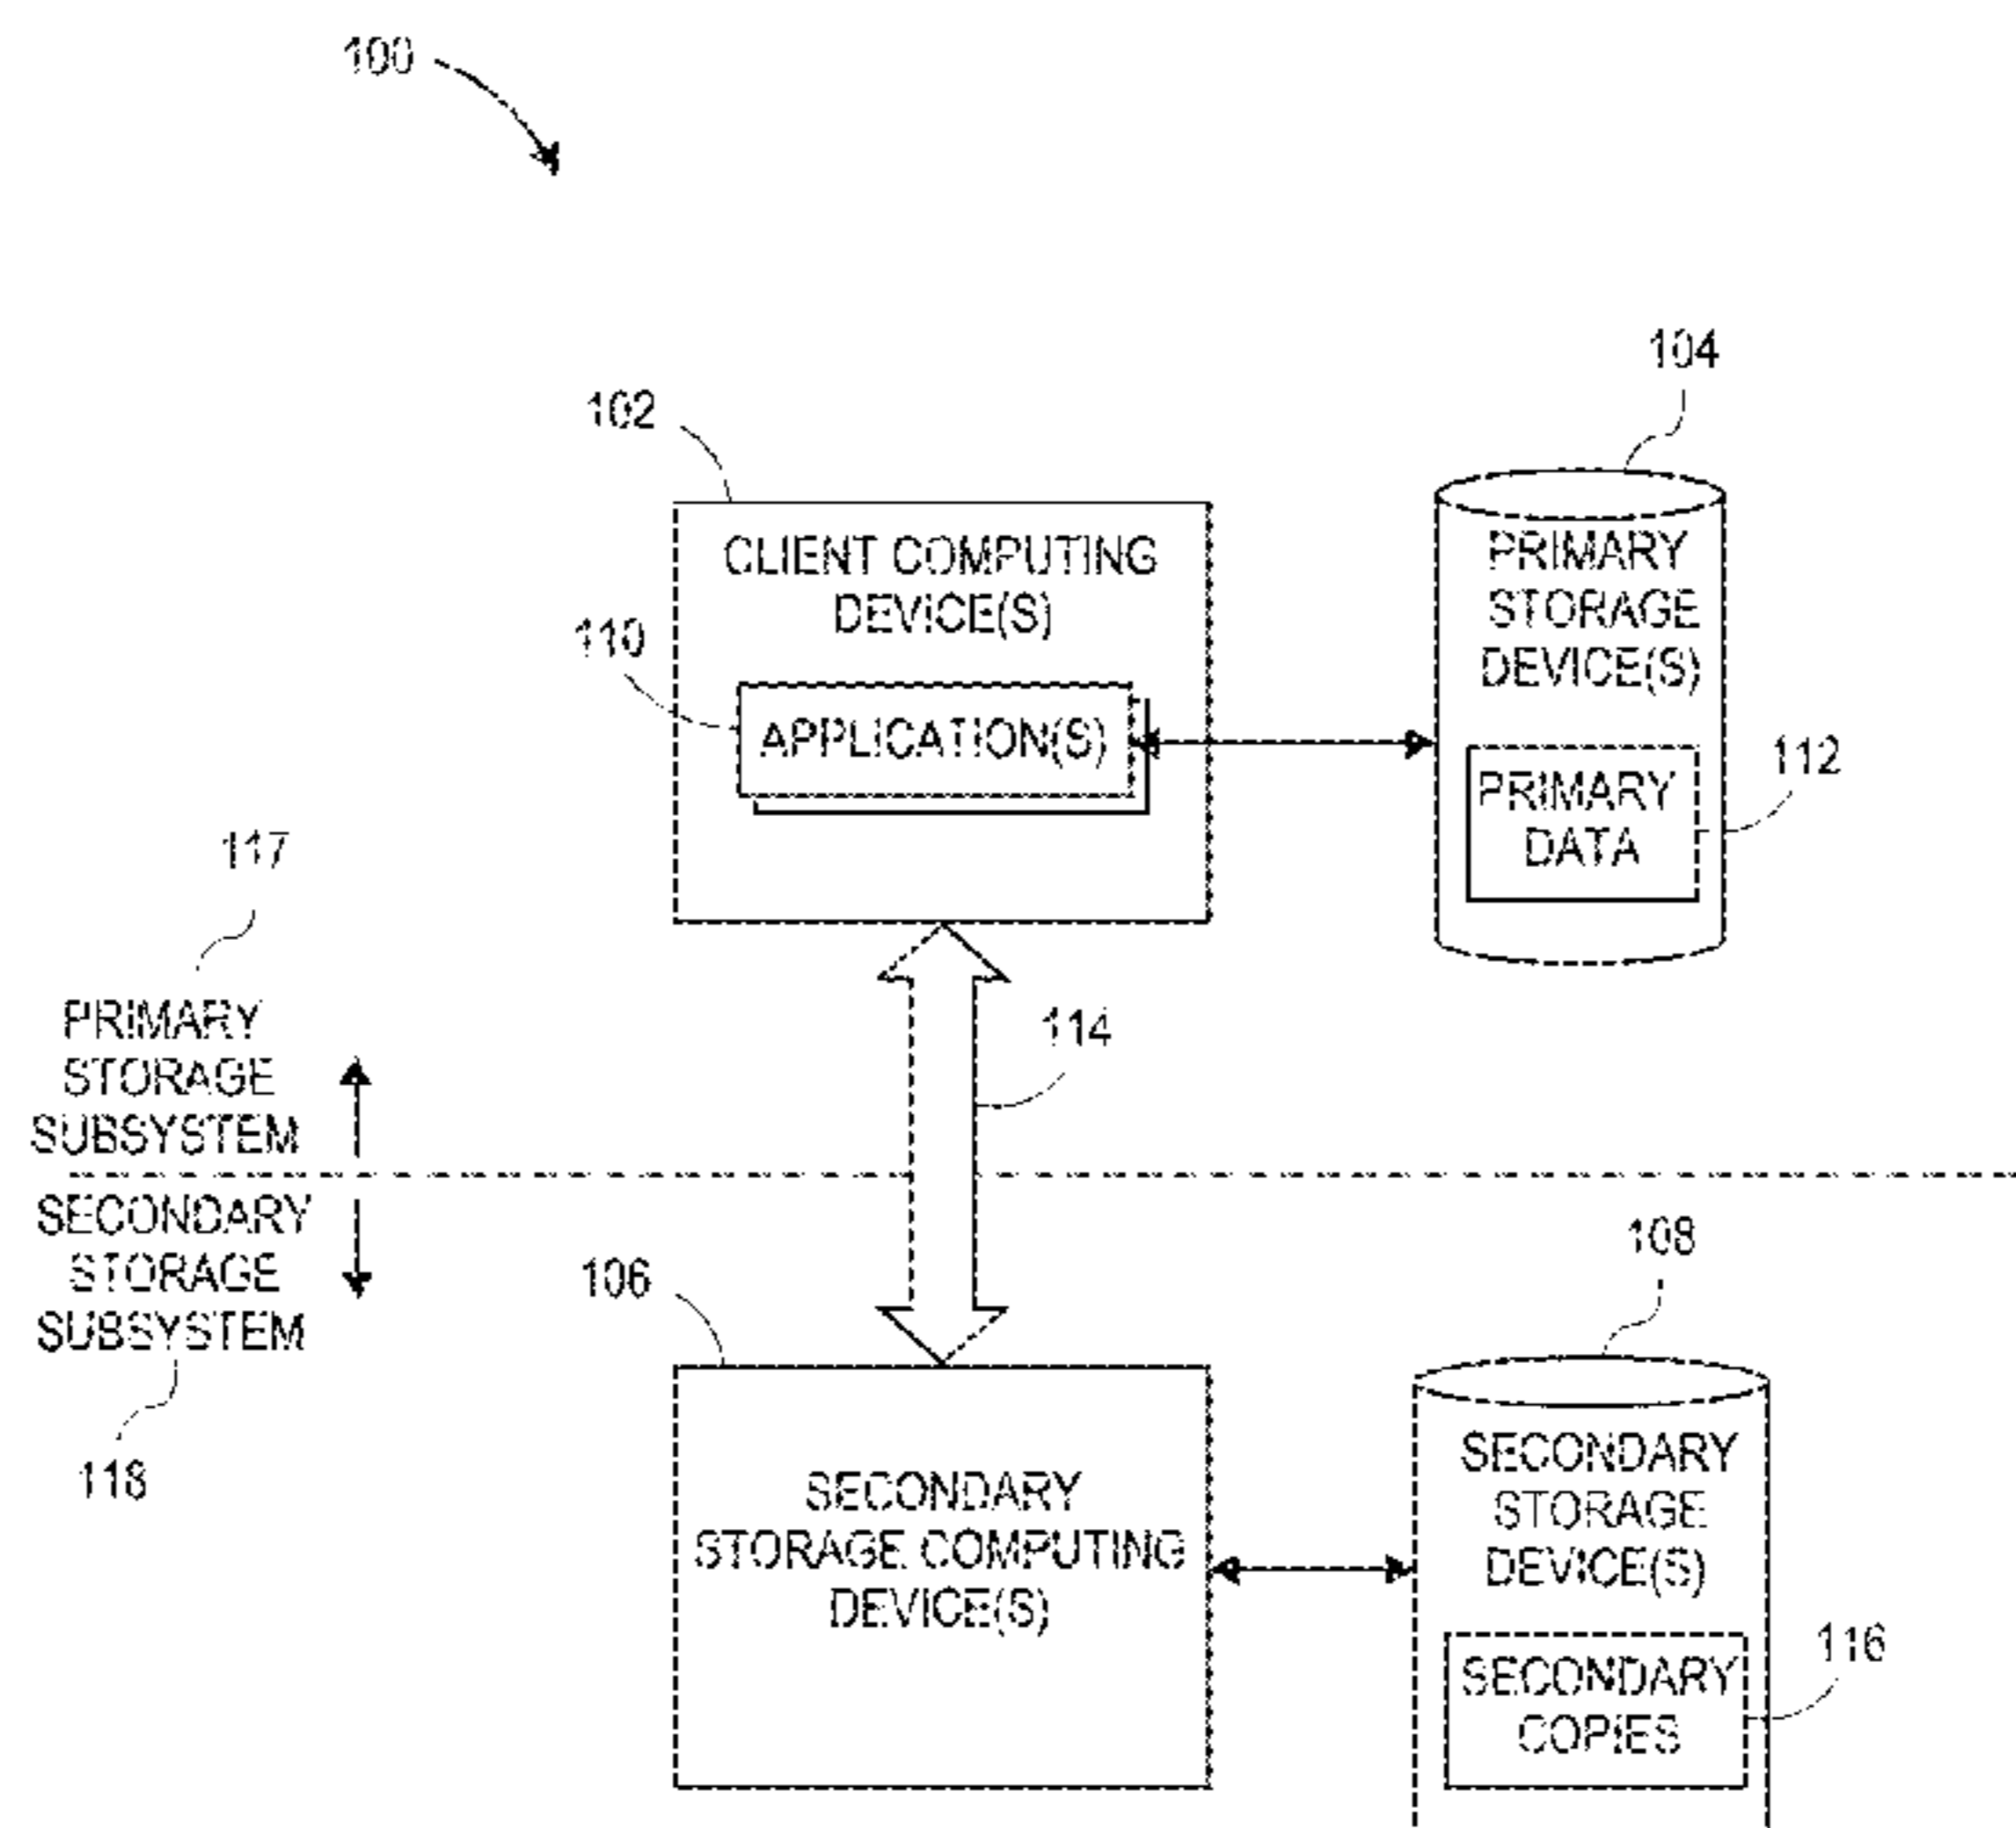 100
104
102
CLIENT COMPUTING
DEVICE(S)
110
APPLICATION(S)
PRIMARY
STORAGE
DEVICE(S)
112
PRIMARY
DATA
117
PRIMARY
STORAGE
SUBSYSTEM
114
SECONDARY
STORAGE
SUBSYSTEM
118
106
108
SECONDARY
STORAGE COMPUTING
DEVICE(S)
SECONDARY
STORAGE
DEVICE(S)
116
SECONDARY
COPIES